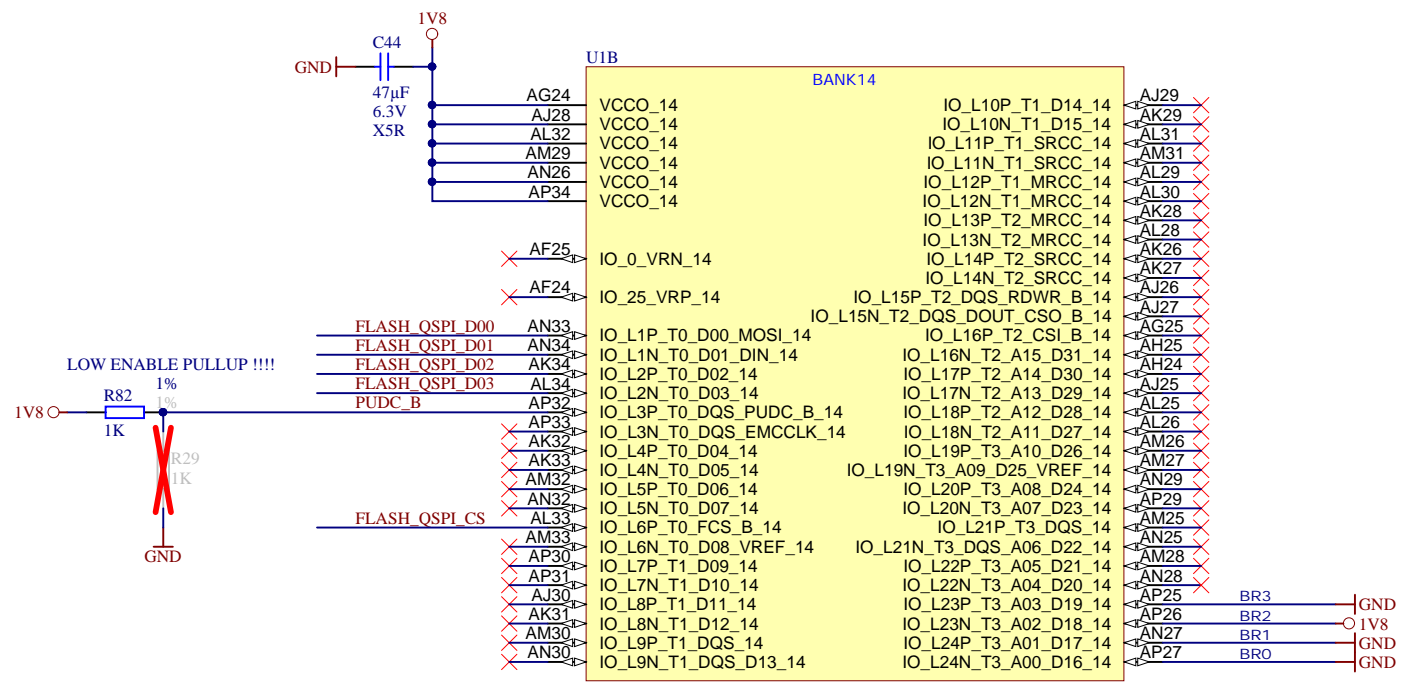 1V8
C44
GND
47µF
6.3V
X5R
U1B
BANK14
AG24 VCCO_14
AJ28 VCCO_14
AL32 VCCO_14
AM29 VCCO_14
AN26 VCCO_14
AP34 VCCO_14
AF25 IO_0_VRN_14
AF24 IO_25_VRP_14
FLASH_QSPI_D00 AN33 IO_L1P_T0_D00_MOSI_14
FLASH_QSPI_D01 AN34 IO_L1N_T0_D01_DIN_14
FLASH_QSPI_D02 AK34 IO_L2P_T0_D02_14
FLASH_QSPI_D03 AL34 IO_L2N_T0_D03_14
PUDC_B AP32 IO_L3P_T0_DQS_PUDC_B_14
AP33 IO_L3N_T0_DQS_EMCCLK_14
AK32 IO_L4P_T0_D04_14
AK33 IO_L4N_T0_D05_14
AM32 IO_L5P_T0_D06_14
AN32 IO_L5N_T0_D07_14
FLASH_QSPI_CS AL33 IO_L6P_T0_FCS_B_14
AM33 IO_L6N_T0_D08_VREF_14
AP30 IO_L7P_T1_D09_14
AP31 IO_L7N_T1_D10_14
AJ30 IO_L8P_T1_D11_14
AK31 IO_L8N_T1_D12_14
AM30 IO_L9P_T1_DQS_14
AN30 IO_L9N_T1_DQS_D13_14
LOW ENABLE PULLUP !!!!
1%
1%
R82
1V8
1K
R29
1K
GND
IO_L10P_T1_D14_14 AJ29
IO_L10N_T1_D15_14 AK29
IO_L11P_T1_SRCC_14 AL31
IO_L11N_T1_SRCC_14 AM31
IO_L12P_T1_MRCC_14 AL29
IO_L12N_T1_MRCC_14 AL30
IO_L13P_T2_MRCC_14 AK28
IO_L13N_T2_MRCC_14 AL28
IO_L14P_T2_SRCC_14 AK26
IO_L14N_T2_SRCC_14 AK27
IO_L15P_T2_DQS_RDWR_B_14 AJ26
IO_L15N_T2_DQS_DOUT_CSO_B_14 AJ27
IO_L16P_T2_CSI_B_14 AG25
IO_L16N_T2_A15_D31_14 AH25
IO_L17P_T2_A14_D30_14 AH24
IO_L17N_T2_A13_D29_14 AJ25
IO_L18P_T2_A12_D28_14 AL25
IO_L18N_T2_A11_D27_14 AL26
IO_L19P_T3_A10_D26_14 AM26
IO_L19N_T3_A09_D25_VREF_14 AM27
IO_L20P_T3_A08_D24_14 AN29
IO_L20N_T3_A07_D23_14 AP29
IO_L21P_T3_DQS_14 AM25
IO_L21N_T3_DQS_A06_D22_14 AN25
IO_L22P_T3_A05_D21_14 AM28
IO_L22N_T3_A04_D20_14 AN28
IO_L23P_T3_A03_D19_14 AP25 BR3 GND
IO_L23N_T3_A02_D18_14 AP26 BR2 1V8
IO_L24P_T3_A01_D17_14 AN27 BR1 GND
IO_L24N_T3_A00_D16_14 AP27 BR0 GND